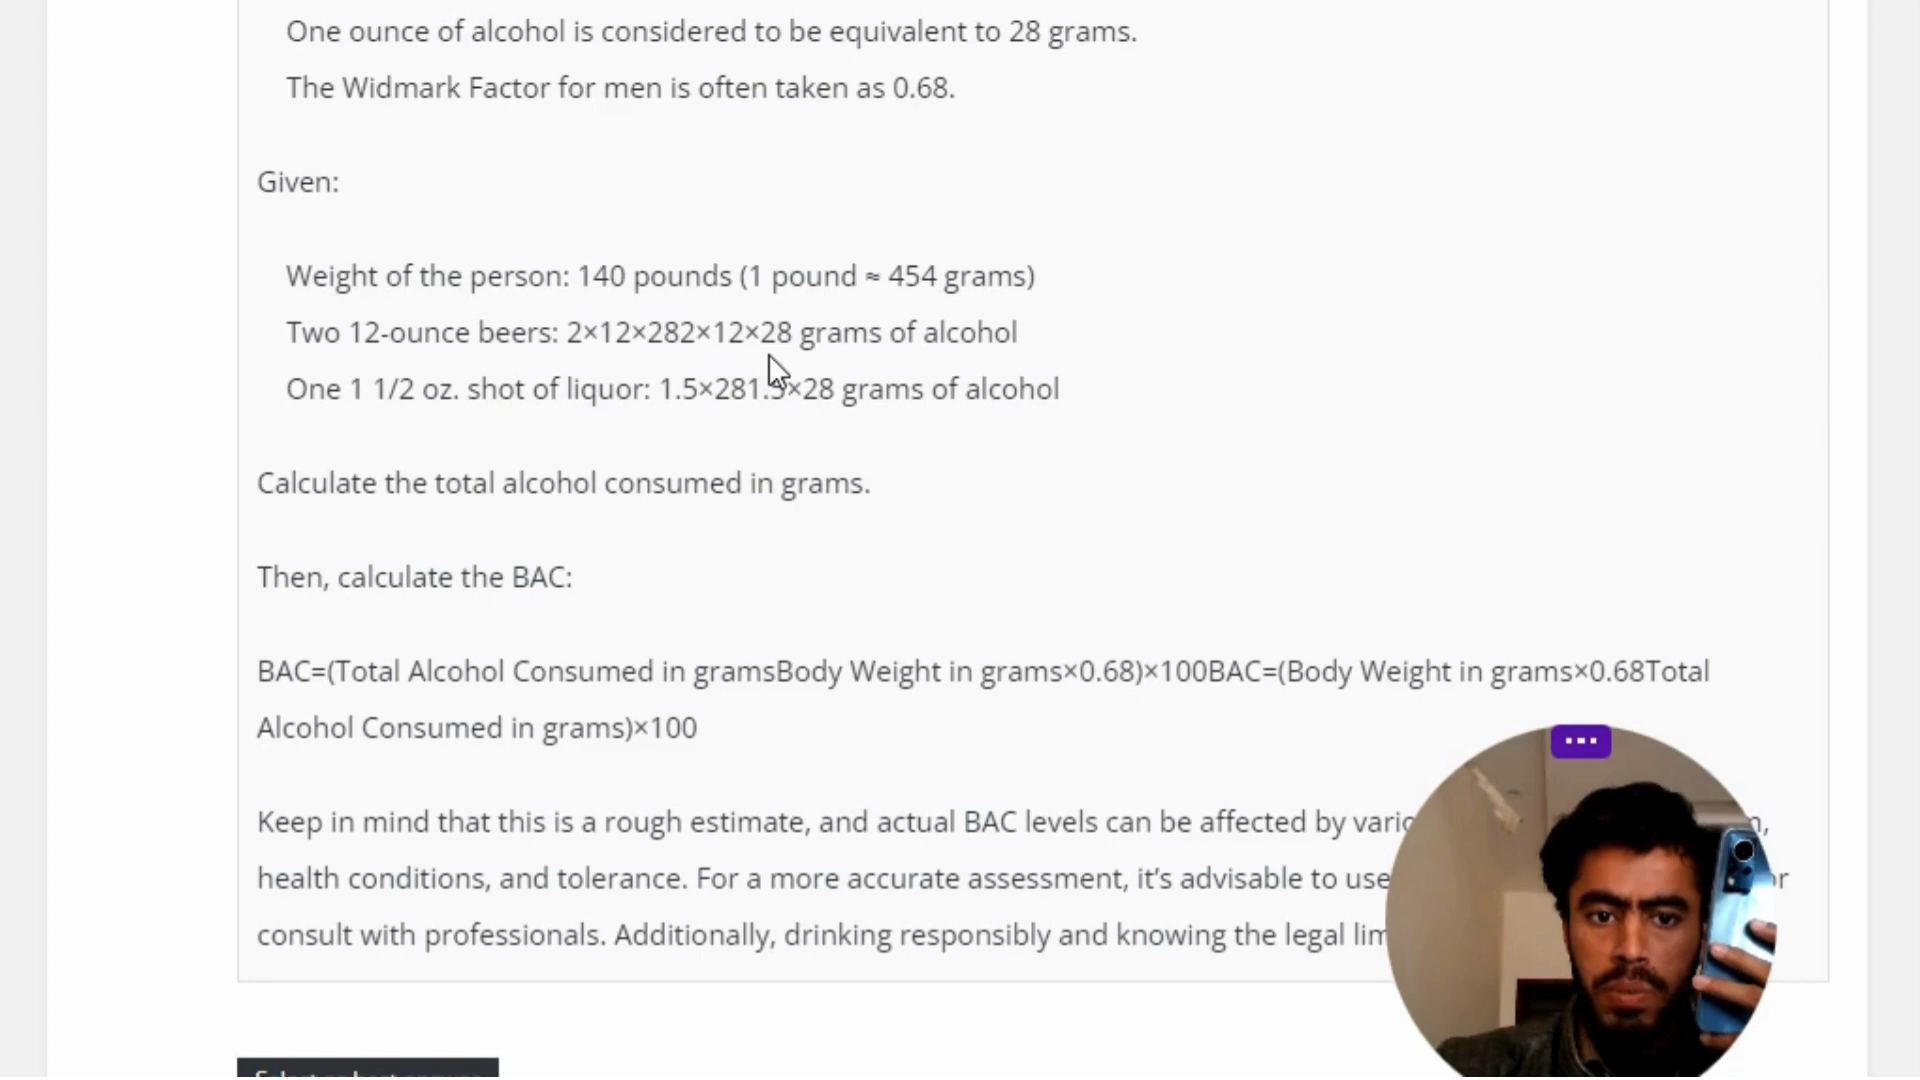 One ounce of alcohol is considered to be equivalent to 28 grams.
The Widmark Factor for men is often taken as 0.68.
Given:
Weight of the person: 140 pounds (1 pound ≈ 454 grams)
Two 12-ounce beers: 2×12×282×12×28 grams of alcohol
One 1 1/2 oz. shot of liquor: 1.5×281.5×28 grams of alcohol
Calculate the total alcohol consumed in grams.
Then, calculate the BAC:
BAC=(Total Alcohol Consumed in gramsBody Weight in grams×0.68)×100BAC=(Body Weight in grams×0.68Total
Alcohol Consumed in grams)×100
Keep in mind that this is a rough estimate, and actual BAC levels can be affected by
health conditions, and tolerance. For a more accurate assessment, it's advisable to use
consult with professionals. Additionally, drinking responsibly and knowing the legal